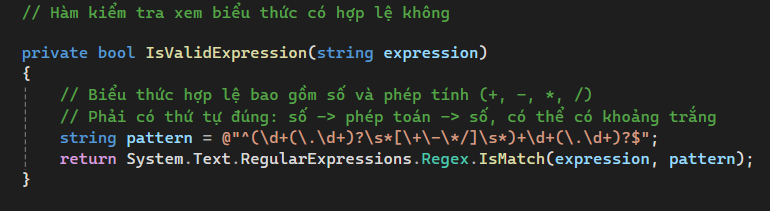 // Hàm kiểm tra xem biểu thức có hợp lệ không
private bool IsValidExpression(string expression)
{
// Biểu thức hợp lệ bao gồm số và phép tính (+, -, *, /)
// Phải có thứ tự đúng: số -> phép toán -> số, có thể có khoảng trắng
string pattern = @"^(\d+(\.\d+)?\s*[\+\-\*/]\s*)+\d+(\.\d+)?$";
return System.Text.RegularExpressions.Regex.IsMatch(expression, pattern);
}